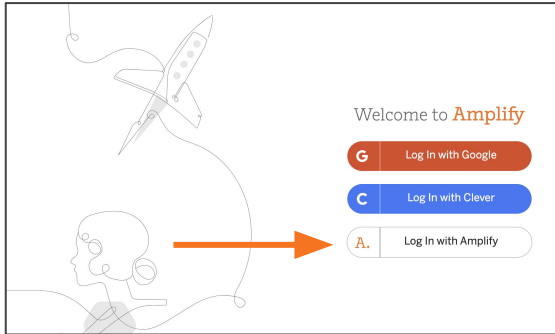 Welcome to Amplify
G Log In with Google
C Log In with Clever
A. Log In with Amplify